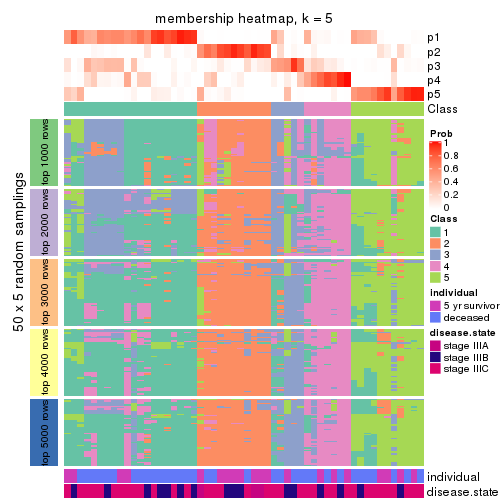 membership heatmap, k = 5
p1
p2
p3
p4
p5
Class
50 x 5 random samplings
top 1000 rows
top 2000 rows
top 3000 rows
top 4000 rows
top 5000 rows
individual
disease.state
Prob
1
0.8
0.6
0.4
0.2
0
Class
1
2
3
4
5
individual
5 yr survivor
deceased
disease.state
stage IIIA
stage IIIB
stage IIIC